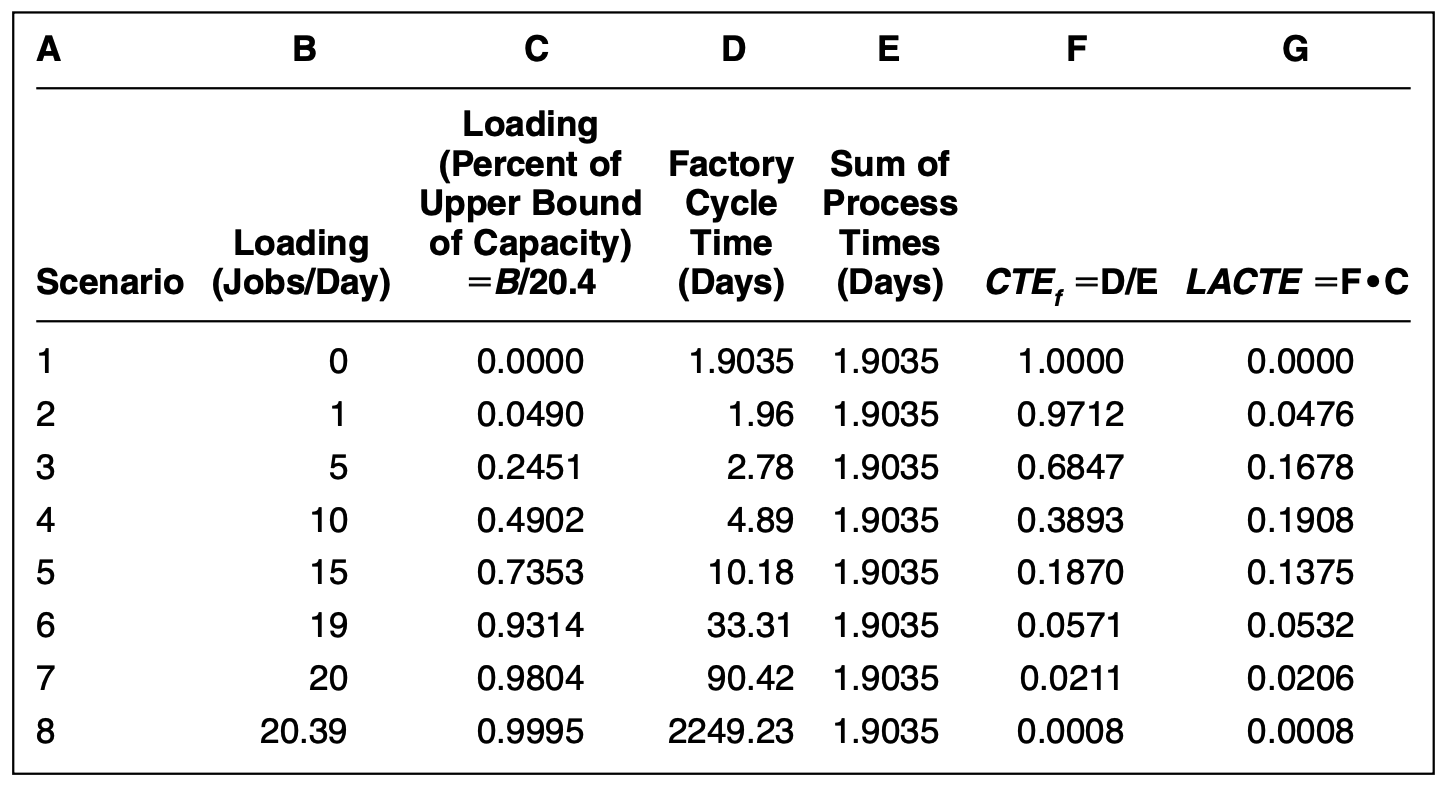 A B C D E F G
Loading
(Percent of Factory Sum of
Upper Bound Cycle Process
Loading of Capacity) Time Times
Scenario (Jobs/Day) =B/20.4 (Days) (Days) CTEf =D/E LACTE =F•C
1 0 0.0000 1.9035 1.9035 1.0000 0.0000
2 1 0.0490 1.96 1.9035 0.9712 0.0476
3 5 0.2451 2.78 1.9035 0.6847 0.1678
4 10 0.4902 4.89 1.9035 0.3893 0.1908
5 15 0.7353 10.18 1.9035 0.1870 0.1375
6 19 0.9314 33.31 1.9035 0.0571 0.0532
7 20 0.9804 90.42 1.9035 0.0211 0.0206
8 20.39 0.9995 2249.23 1.9035 0.0008 0.0008